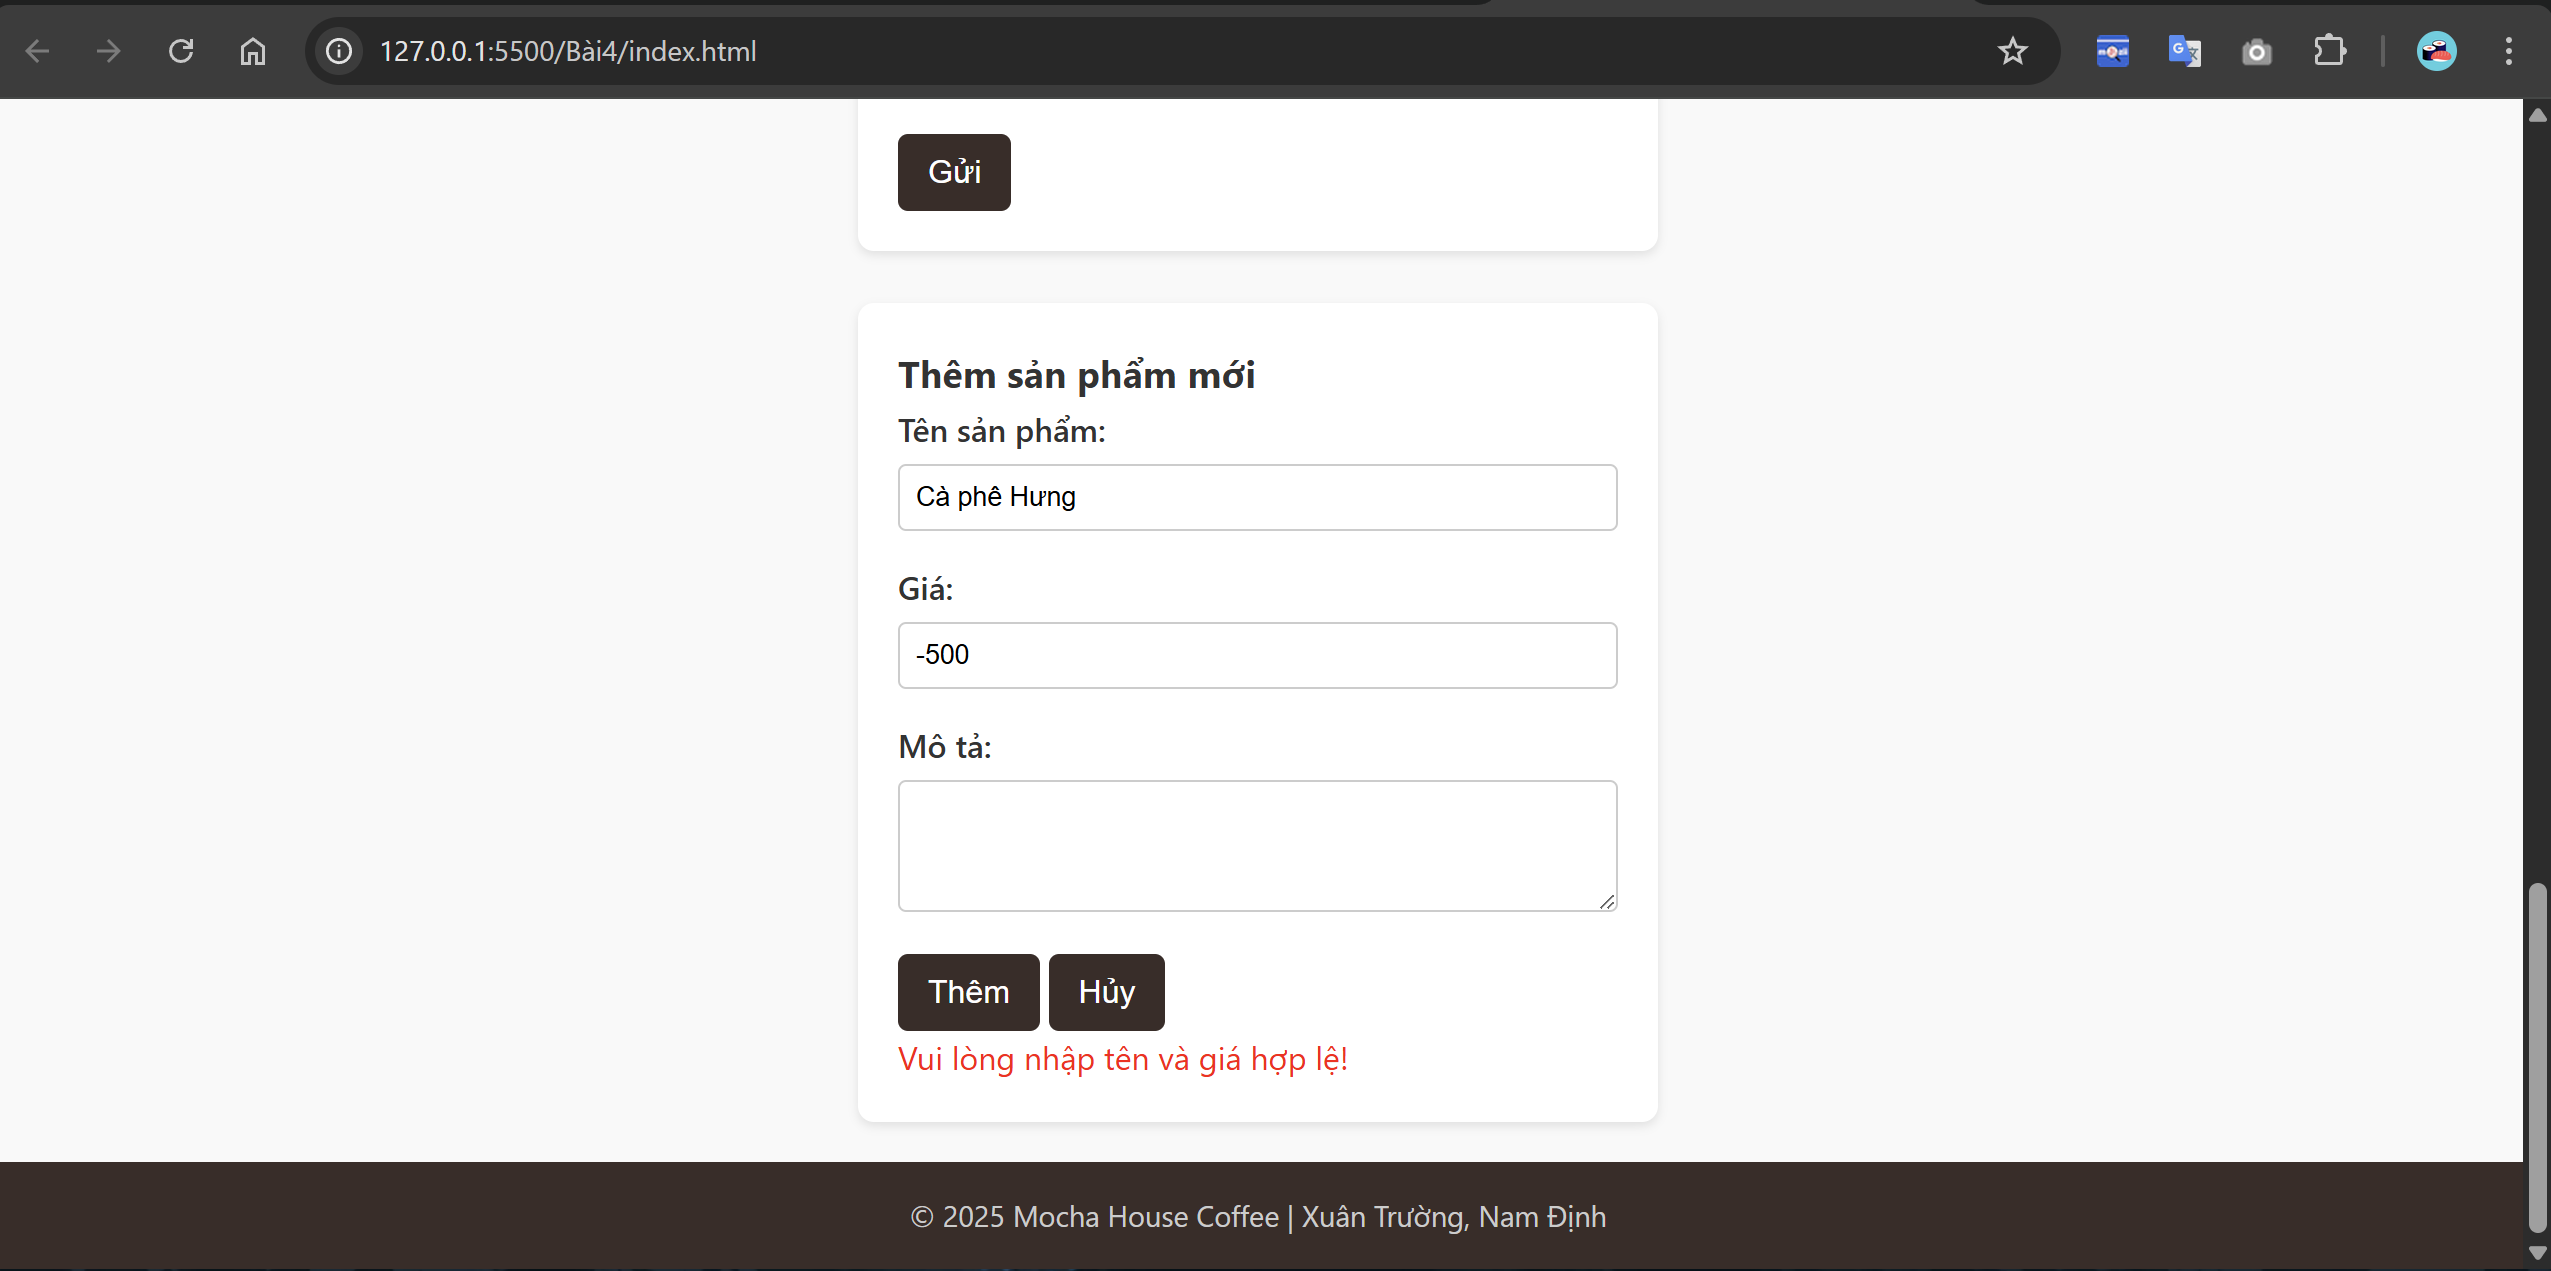 127.0.0.1:5500/Bài4/index.html
Gửi
Thêm sản phẩm mới
Tên sản phẩm:
Cà phê Hưng
Giá:
-500
Mô tả:
Thêm Hủy
Vui lòng nhập tên và giá hợp lệ!
© 2025 Mocha House Coffee | Xuân Trường, Nam Định